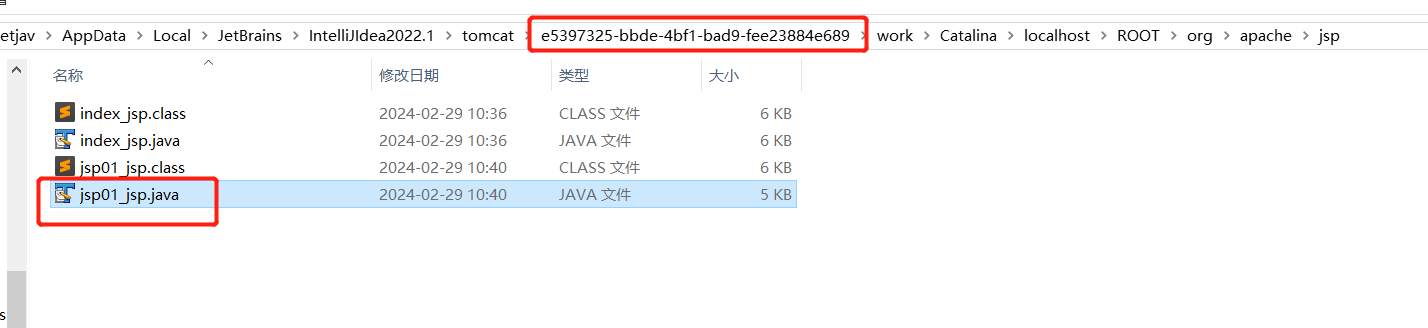 etjav > AppData > Local > JetBrains > IntelliJIdea2022.1 > tomcat > e5397325-bbde-4bf1-bad9-fee23884e689 > work > Catalina > localhost > ROOT > org > apache > jsp
名称 修改日期 类型 大小
index_jsp.class 2024-02-29 10:36 CLASS 文件 6 KB
index_jsp.java 2024-02-29 10:36 JAVA 文件 6 KB
jsp01_jsp.class 2024-02-29 10:40 CLASS 文件 6 KB
jsp01_jsp.java 2024-02-29 10:40 JAVA 文件 5 KB
s